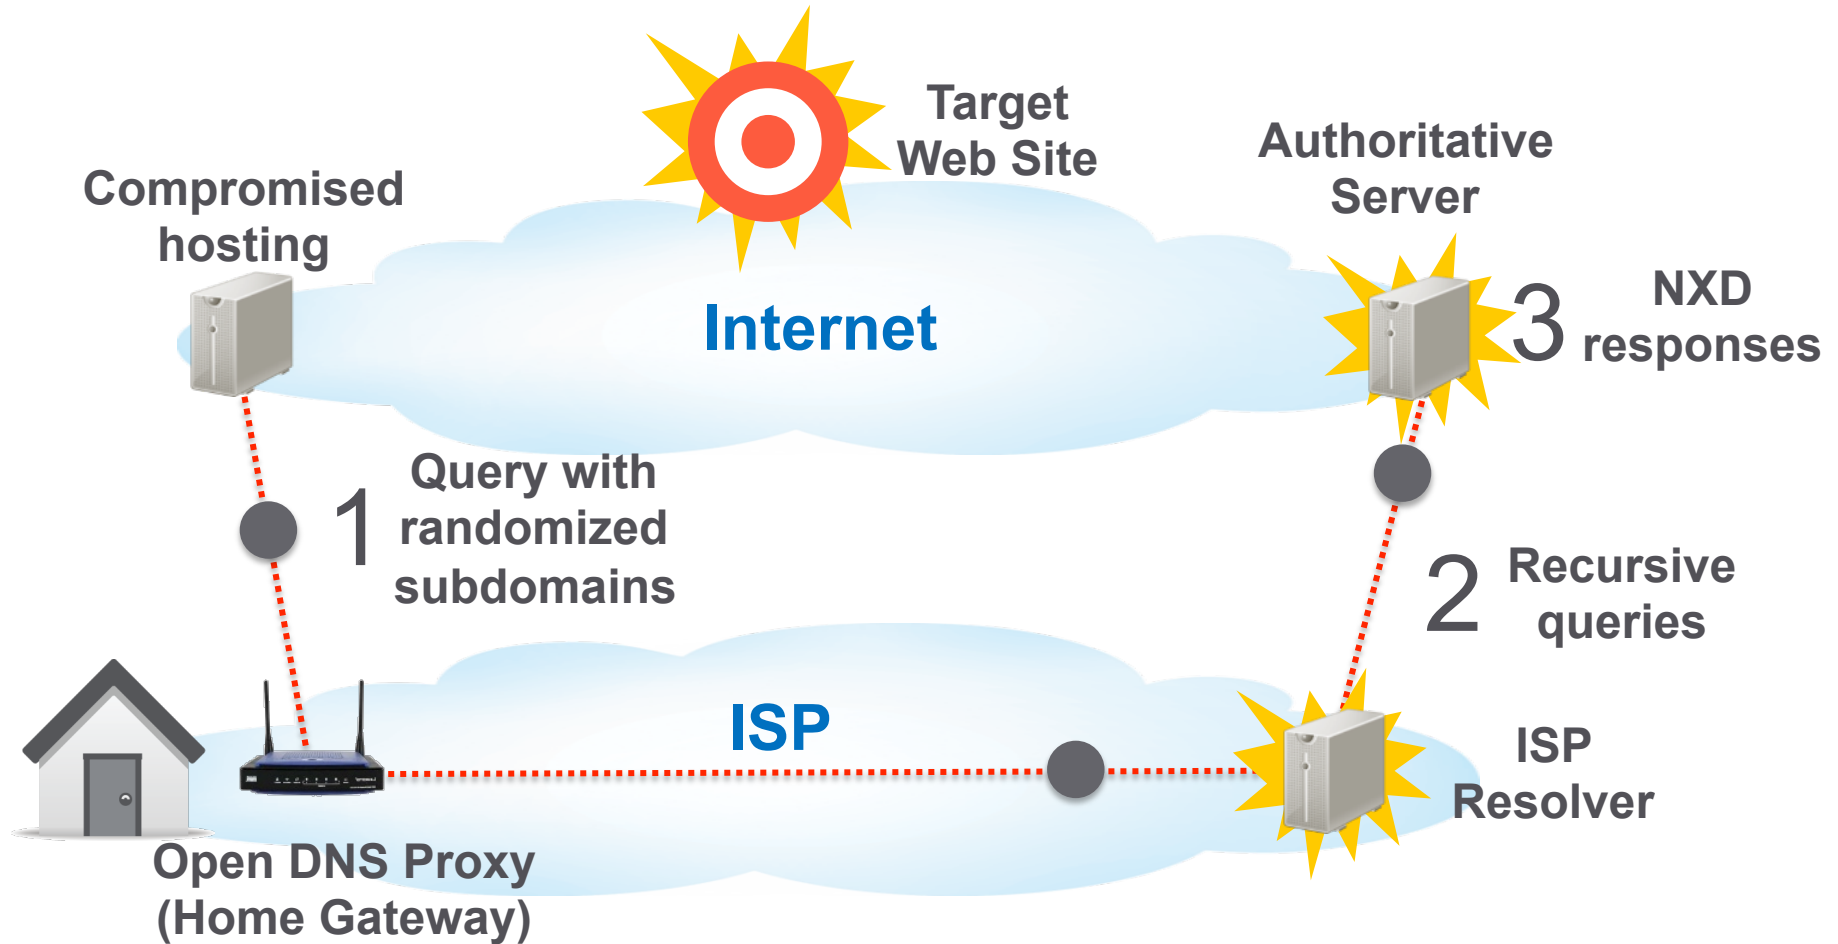 Target
Web Site
Authoritative
Server
Compromised
hosting
3
NXD
responses
Internet
1
Query with
randomized
subdomains
2
Recursive
queries
ISP
ISP
Resolver
Open DNS Proxy
(Home Gateway)